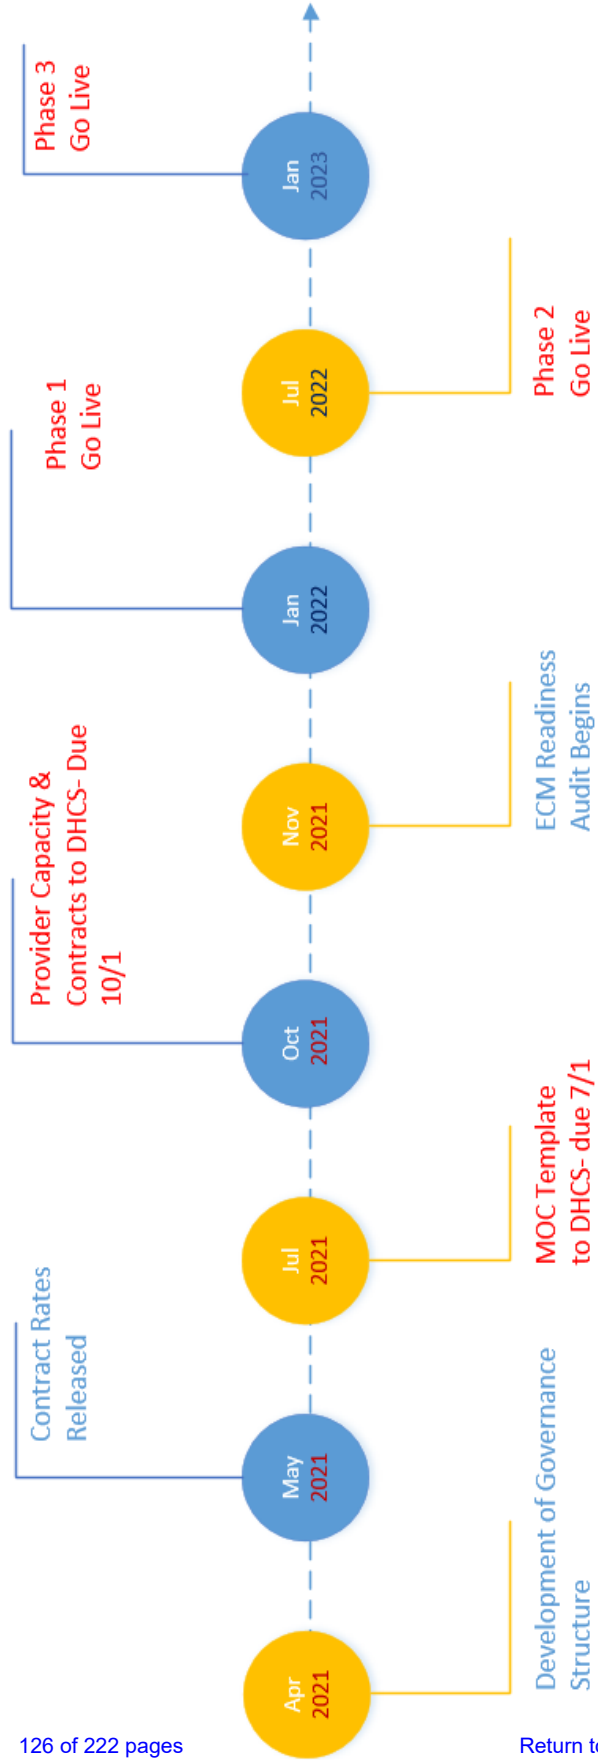 Apr
2021
Development of Governance
Structure
May
2021
Contract Rates
Released
Jul
2021
MOC Template
to DHCS- due 7/1
Oct
2021
Provider Capacity &
Contracts to DHCS- Due
10/1
Nov
2021
ECM Readiness
Audit Begins
Jan
2022
Phase 1
Go Live
Jul
2022
Phase 2
Go Live
Jan
2023
Phase 3
Go Live
126 of 222 pages
Return